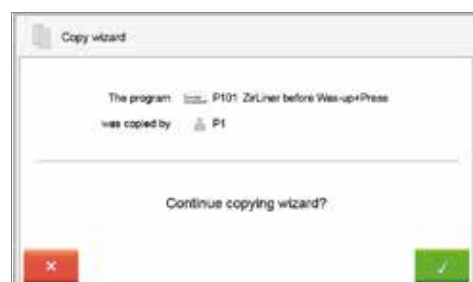 Copy wizard
The program P101 ZirLiner before Wax-up+Press
was copied by P1
Continue copying wizard?